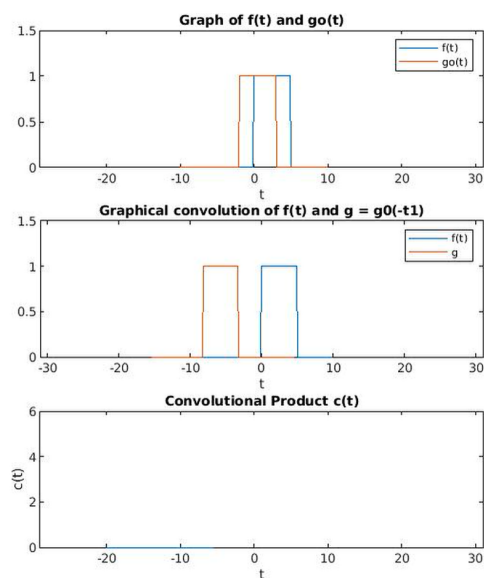 Graph of f(t) and go(t)
1.5
f(t)
go(t)
1
0.5
0
-20 -10 0 10 20 30
t
Graphical convolution of f(t) and g = g0(-t1)
1.5
f(t)
g
1
0.5
0
-30 -20 -10 0 10 20 30
t
Convolutional Product c(t)
6
4
c(t)
2
0
-20 -10 0 10 20 30
t